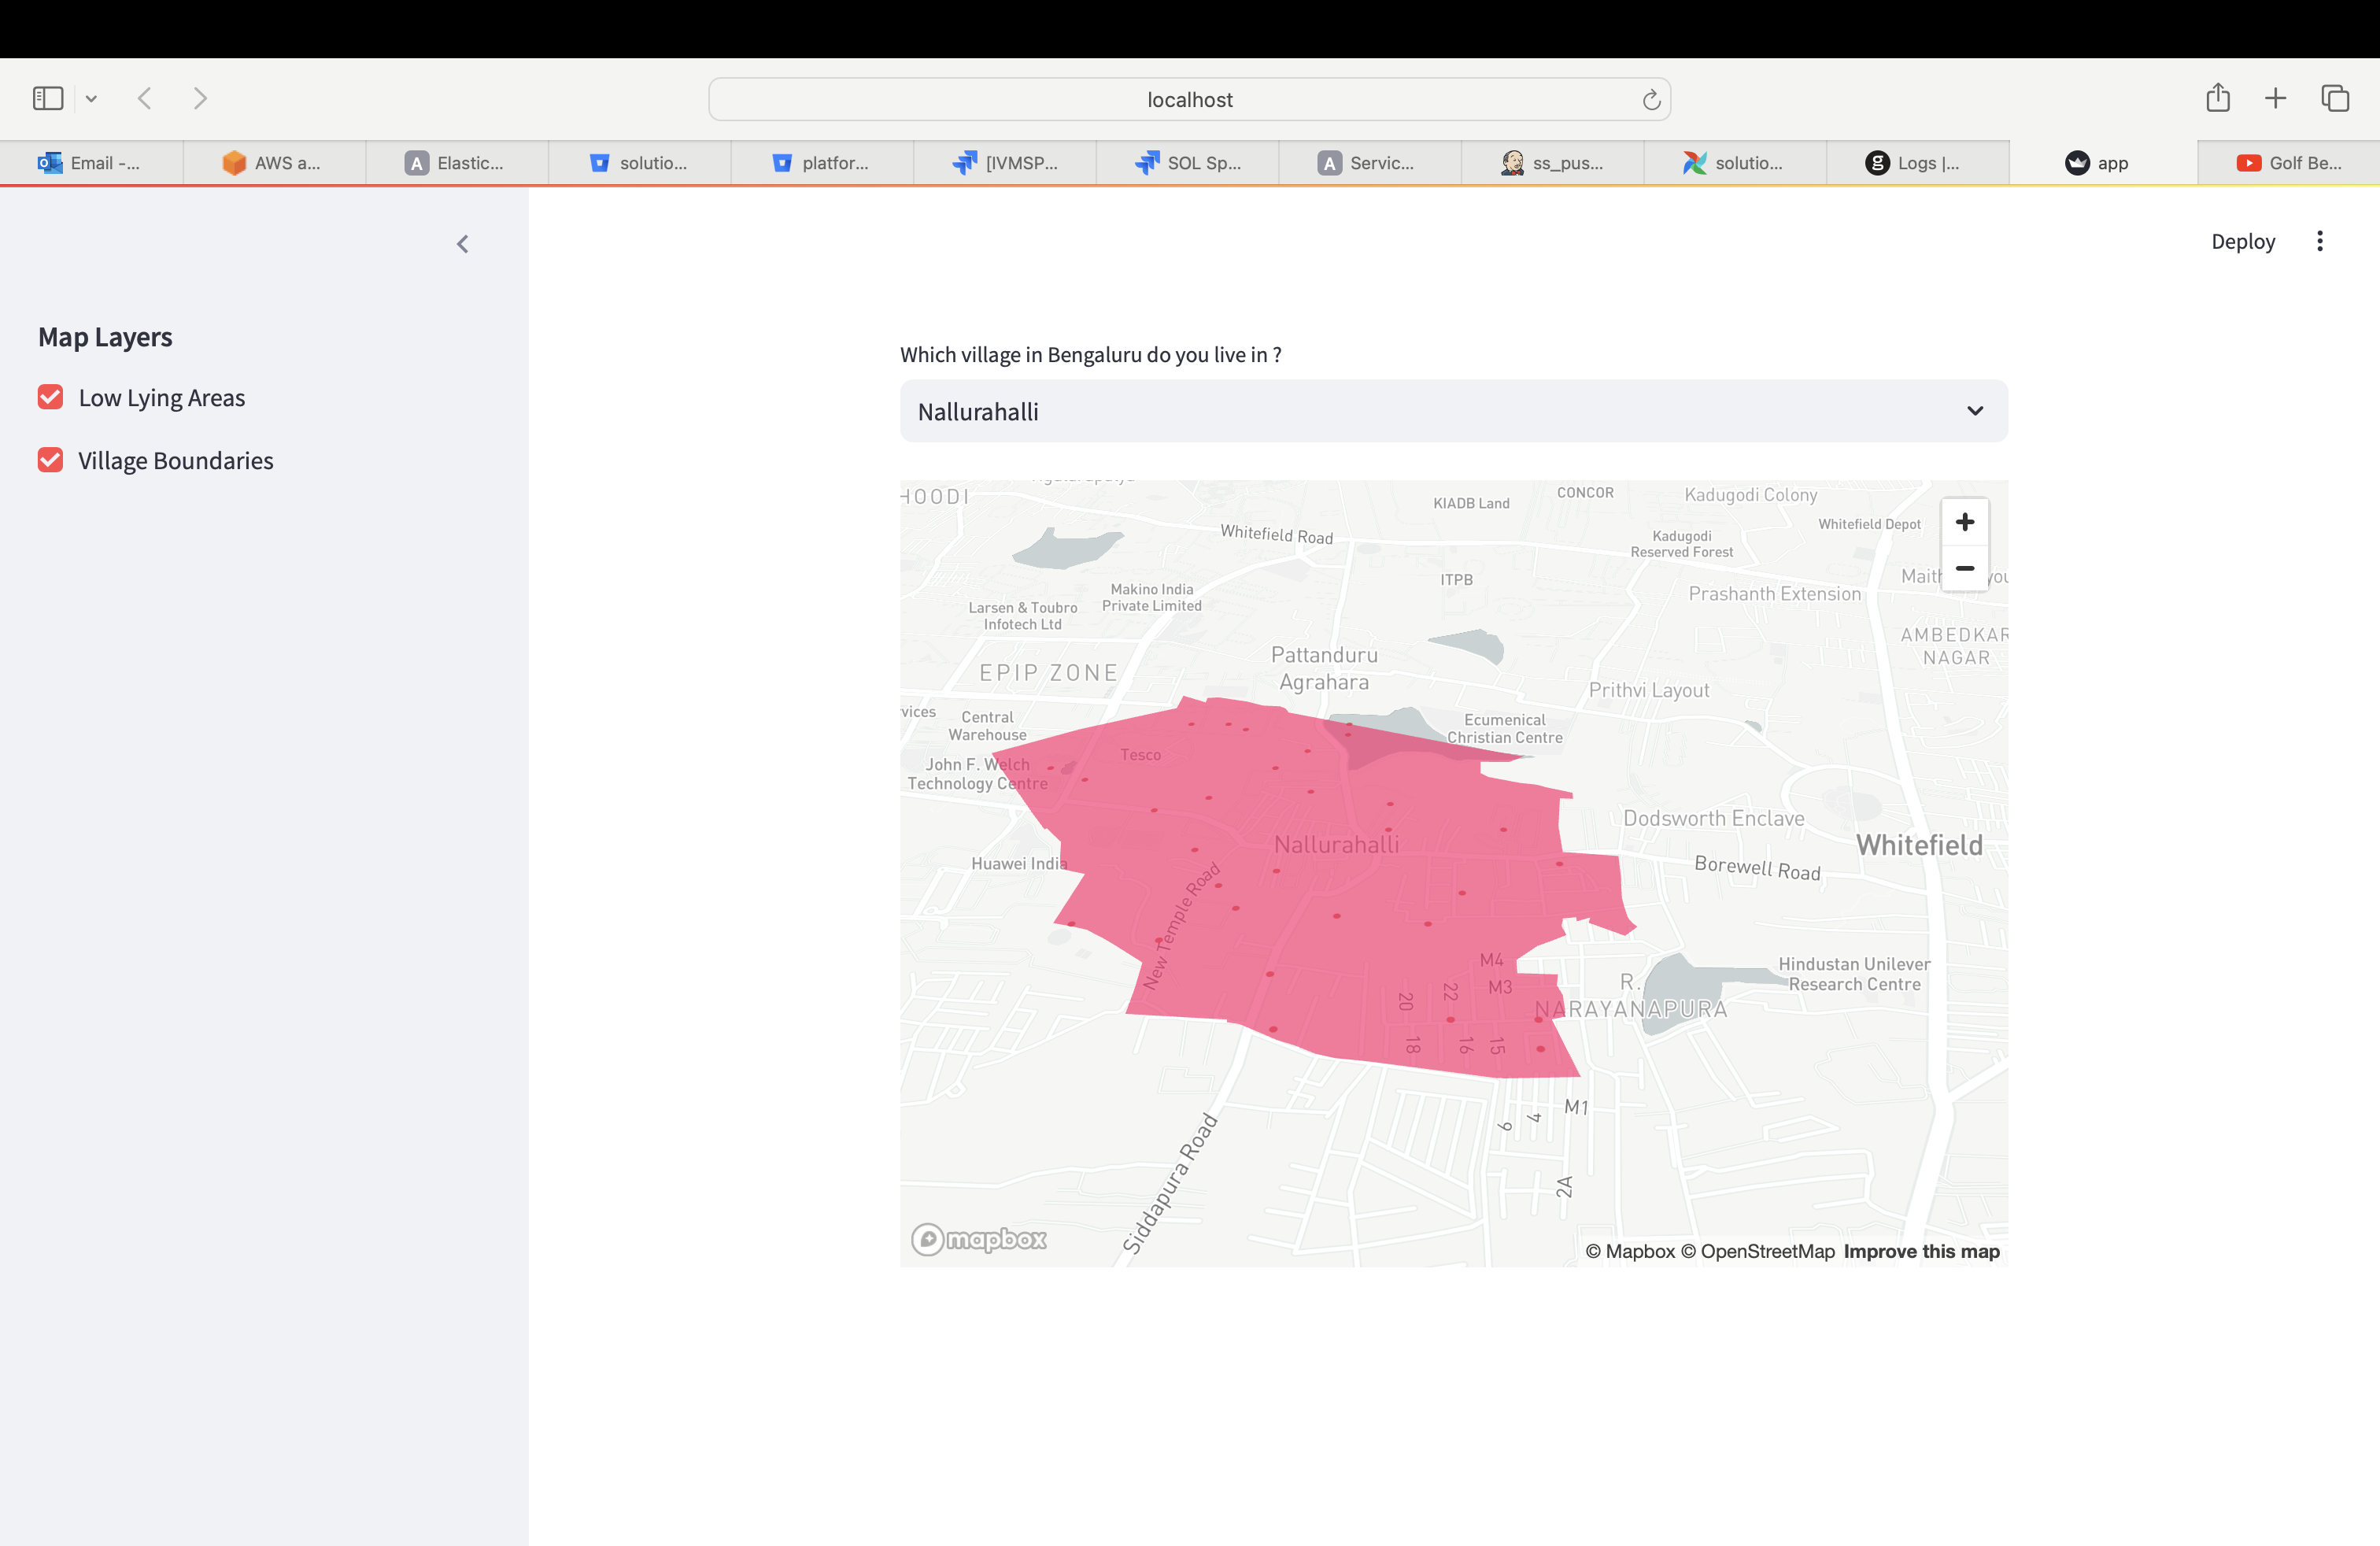 localhost
Email -...
AWS a...
Elastic...
solutio...
platfor...
[IVMSP...
SOL Sp...
Servic...
ss_pus...
solutio...
Logs |...
app
Golf Be...
Deploy
Map Layers
Low Lying Areas
Village Boundaries
Which village in Bengaluru do you live in ?
Nallurahalli
HOODI
Whitefield Road
KIADB Land
CONCOR
Kadugodi Colony
Whitefield Depot
Kadugodi
Reserved Forest
ITPB
Prashanth Extension
Makino India
Private Limited
Larsen & Toubro
Infotech Ltd
AMBEDKAR
NAGAR
EPIP ZONE
Pattanduru
Agrahara
Prithvi Layout
vices
Central
Warehouse
Ecumenical
Christian Centre
Tesco
John F. Welch
Technology Centre
Dodsworth Enclave
Nallurahalli
Whitefield
Huawei India
Borewell Road
New Temple Road
M4
M3
Hindustan Unilever
Research Centre
R.
NARAYANAPURA
20
22
18
16
15
M1
6
4
2A
Siddapura Road
mapbox
© Mapbox © OpenStreetMap Improve this map